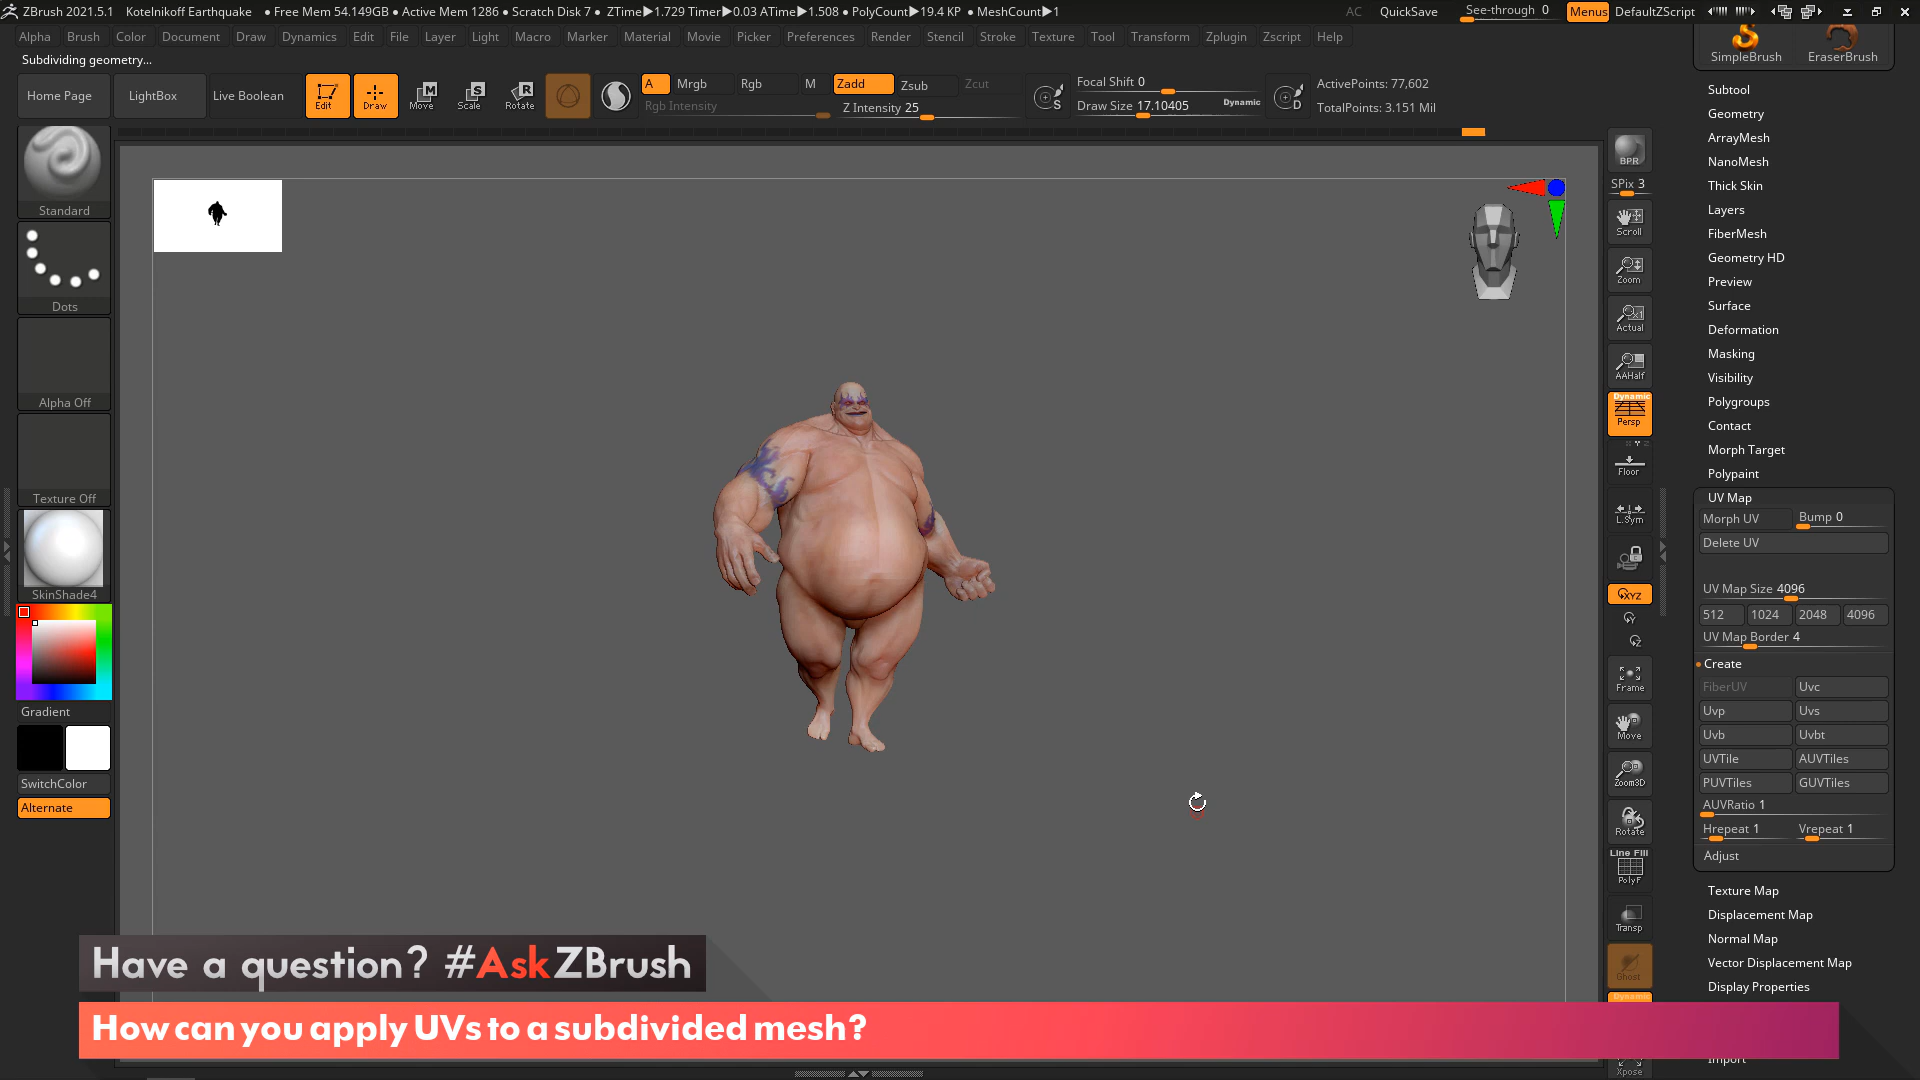 ZBrush 2021.5.1 Kotelnikoff Earthquake • Free Mem 54.149GB • Active Mem 1286 • Scratch Disk 7 • ZTime▶1.729 Timer▶0.03 ATime▶1.508 • PolyCount▶19.4 KP • MeshCount▶1 AC QuickSave See-through 0 Menus DefaultZScript
Alpha Brush Color Document Draw Dynamics Edit File Layer Light Macro Marker Material Movie Picker Preferences Render Stencil Stroke Texture Tool Transform Zplugin Zscript Help
Subdividing geometry...
Home Page LightBox Live Boolean Edit Draw Move Scale Rotate A Mrgb Rgb M Zadd Zsub Zcut
Rgb Intensity Z Intensity 25
Focal Shift 0
Draw Size 17.10405 Dynamic
S D
ActivePoints: 77,602
TotalPoints: 3.151 Mil
Standard
Dots
Alpha Off
Texture Off
SkinShade4
Gradient
SwitchColor
Alternate
BPR
SPix 3
Scroll
Zoom
Actual
AAHalf
Dynamic
Persp
Floor
L.Sym
XYZ
Y
Z
Frame
Move
Zoom3D
Rotate
Line Fill
PolyF
Transp
Ghost
Dynamic
Xpose
SimpleBrush EraserBrush
Subtool
Geometry
ArrayMesh
NanoMesh
Thick Skin
Layers
FiberMesh
Geometry HD
Preview
Surface
Deformation
Masking
Visibility
Polygroups
Contact
Morph Target
Polypaint
UV Map
Morph UV Bump 0
Delete UV
UV Map Size 4096
512 1024 2048 4096
UV Map Border 4
Create
FiberUV Uvc
Uvp Uvs
Uvb Uvbt
UVTile AUVTiles
PUVTiles GUVTiles
AUVRatio 1
Hrepeat 1 Vrepeat 1
Adjust
Texture Map
Displacement Map
Normal Map
Vector Displacement Map
Display Properties
Import
Have a question? #AskZBrush
How can you apply UVs to a subdivided mesh?